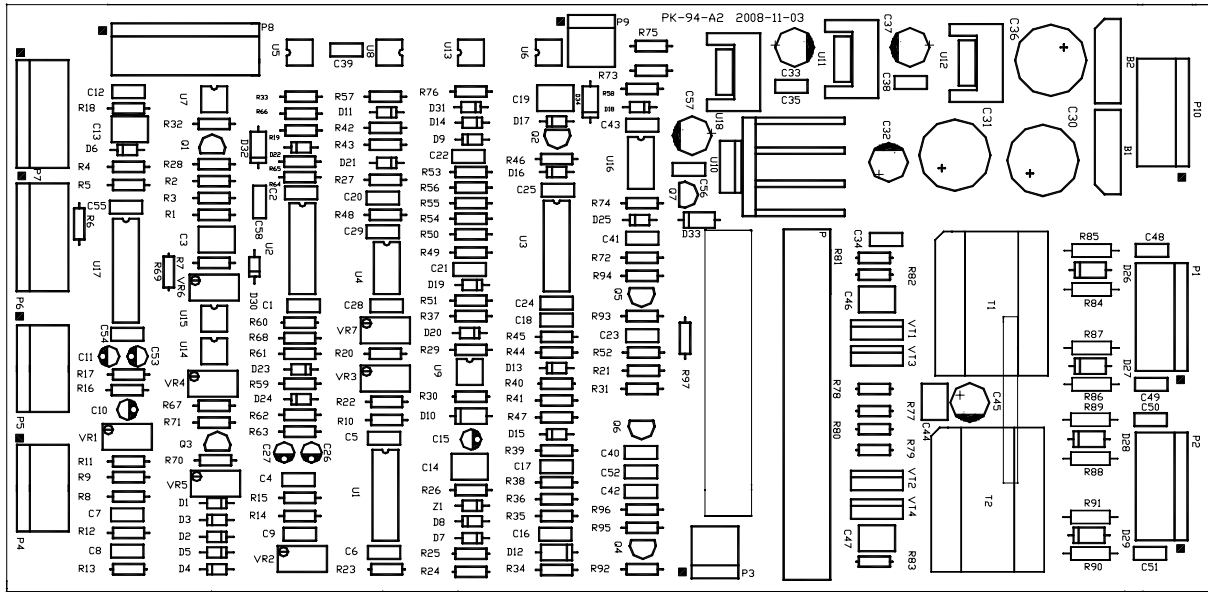 PK-94-A2 2008-11-03
P8
U5
C39
U8
U13
U6
P9
R75
R73
C33
C35
U11
C37
C38
U12
C36
B2
B1
P10
C12
R18
C13
D6
R4
R5
C55
P7
R6
U17
P6
C54
C11
C53
R17
R16
C10
VR1
P5
R11
R9
R8
C7
R12
C8
R13
P4
U7
R32
Q1
R28
R2
R3
R1
C3
R7
R69
VR6
U15
U14
VR4
R67
R71
Q3
R70
VR5
D1
D3
D2
D5
D4
R33
R66
R19
D32
D22
R65
R64
C2
C58
U2
D30
C1
R60
R68
R61
D23
R59
D24
R62
R63
C27
C26
C4
R15
R14
C9
VR2
R57
D11
R42
R43
D21
R27
C20
R48
C29
U4
C28
VR7
R20
VR3
R22
R10
C5
U1
C6
R23
R76
D31
D14
D9
C22
R53
R56
R55
R54
R50
R49
C21
D19
R51
R37
D20
R29
U9
R30
D10
C15
C14
R26
Z1
D8
D7
R25
R24
C19
D34
D17
Q2
R46
D16
C25
U3
C24
C18
R45
R44
D13
R40
R41
R47
D15
R39
C17
R38
R36
R35
C16
D12
R34
R58
D18
C43
C57
U18
U16
U10
C56
Q7
R74
D25
D33
C41
R72
R94
Q5
R93
C23
R52
R21
R31
R97
Q6
C40
C52
C42
R96
R95
Q4
R92
P3
P
C32
C31
C30
C34
R81
R82
C46
VT1
VT3
R78
R77
R80
R79
C44
C45
VT2
VT4
C47
R83
T1
T2
R85
C48
D26
R84
P1
R87
D27
R86
C49
R89
C50
D28
R88
P2
R91
D29
R90
C51